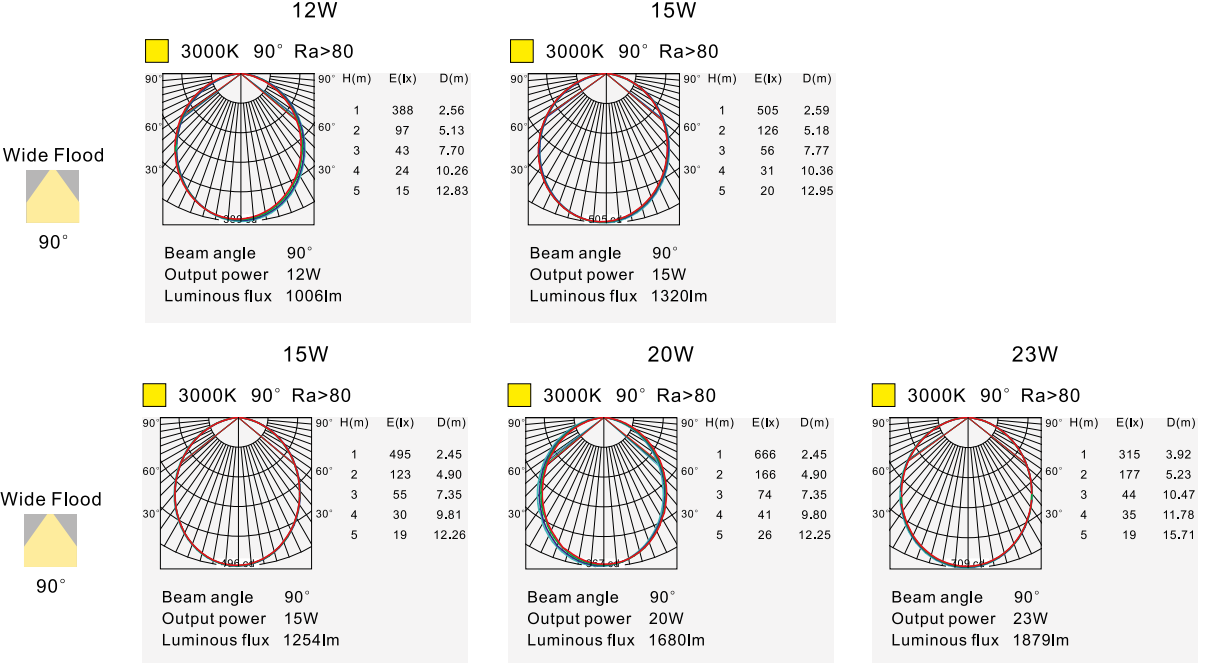 12W
3000K 90° Ra>80
90° 90° H(m) E(lx) D(m)
1 388 2.56
60° 60° 2 97 5.13
3 43 7.70
30° 30° 4 24 10.26
5 15 12.83
Beam angle 90°
Output power 12W
Luminous flux 1006lm
15W
3000K 90° Ra>80
90° 90° H(m) E(lx) D(m)
1 505 2.59
60° 60° 2 126 5.18
3 56 7.77
30° 30° 4 31 10.36
5 20 12.95
505 cd
Beam angle 90°
Output power 15W
Luminous flux 1320lm
Wide Flood
90°
15W
3000K 90° Ra>80
90° 90° H(m) E(lx) D(m)
1 495 2.45
60° 60° 2 123 4.90
3 55 7.35
30° 30° 4 30 9.81
5 19 12.26
496 cd
Beam angle 90°
Output power 15W
Luminous flux 1254lm
20W
3000K 90° Ra>80
90° 90° H(m) E(lx) D(m)
1 666 2.45
60° 60° 2 166 4.90
3 74 7.35
30° 30° 4 41 9.80
5 26 12.25
Beam angle 90°
Output power 20W
Luminous flux 1680lm
23W
3000K 90° Ra>80
90° 90° H(m) E(lx) D(m)
1 315 3.92
60° 60° 2 177 5.23
3 44 10.47
30° 30° 4 35 11.78
5 19 15.71
709 cd
Beam angle 90°
Output power 23W
Luminous flux 1879lm
Wide Flood
90°